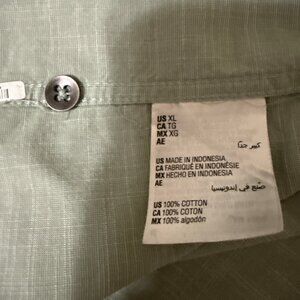 US XL
CA TG
MX XG
AE
كبير جدًا
US MADE IN INDONESIA
CA FABRIQUÉ EN INDONÉSIE
MX HECHO EN INDONESIA
AE
صنع في إندونيسيا
US 100% COTTON
CA 100% COTON
MX 100% algodón